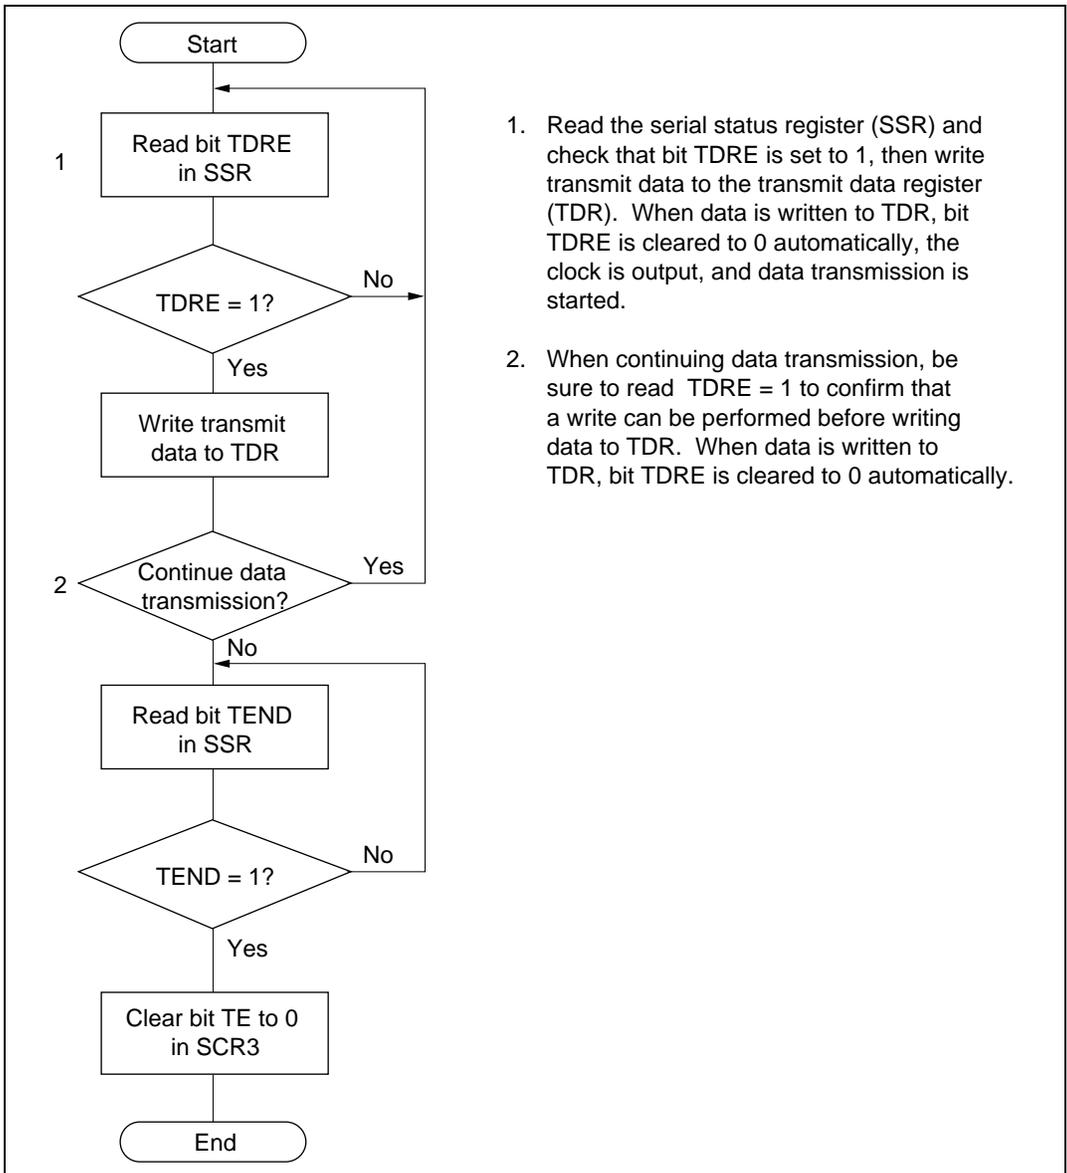 Start
1
Read bit TDRE
in SSR
TDRE = 1?
No
Yes
Write transmit
data to TDR
2
Continue data
transmission?
Yes
No
Read bit TEND
in SSR
TEND = 1?
No
Yes
Clear bit TE to 0
in SCR3
End
1. Read the serial status register (SSR) and
check that bit TDRE is set to 1, then write
transmit data to the transmit data register
(TDR).  When data is written to TDR, bit
TDRE is cleared to 0 automatically, the
clock is output, and data transmission is
started.
2. When continuing data transmission, be
sure to read  TDRE = 1 to confirm that
a write can be performed before writing
data to TDR.  When data is written to
TDR, bit TDRE is cleared to 0 automatically.